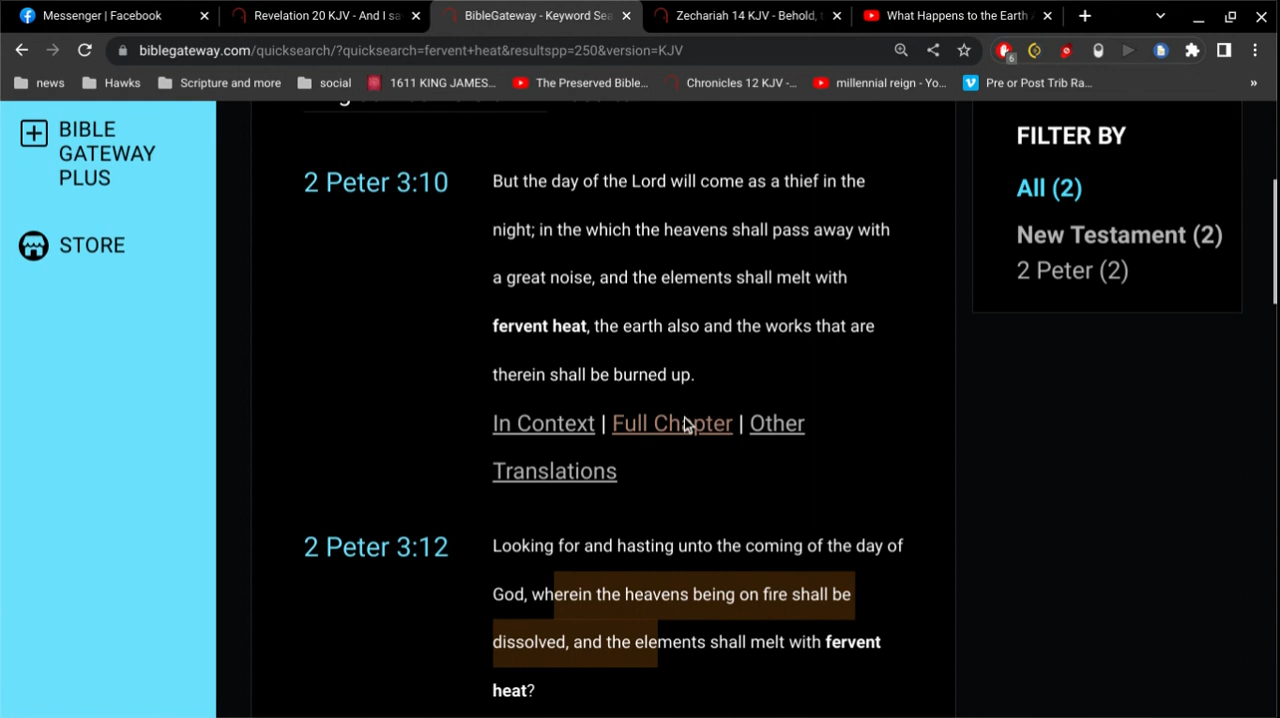 Messenger | Facebook
Revelation 20 KJV - And I sa
BibleGateway - Keyword Sea
Zechariah 14 KJV - Behold, t
What Happens to the Earth
biblegateway.com/quicksearch/?quicksearch=fervent+heat&resultspp=250&version=KJV
6
news
Hawks
Scripture and more
social
1611 KING JAMES...
The Preserved Bible...
Chronicles 12 KJV -...
millennial reign - Yo...
Pre or Post Trib Ra...
»
BIBLE
GATEWAY
PLUS
STORE
2 Peter 3:10
But the day of the Lord will come as a thief in the
night; in the which the heavens shall pass away with
a great noise, and the elements shall melt with
fervent heat, the earth also and the works that are
therein shall be burned up.
In Context | Full Chapter | Other
Translations
2 Peter 3:12
Looking for and hasting unto the coming of the day of
God, wherein the heavens being on fire shall be
dissolved, and the elements shall melt with fervent
heat?
FILTER BY
All (2)
New Testament (2)
2 Peter (2)